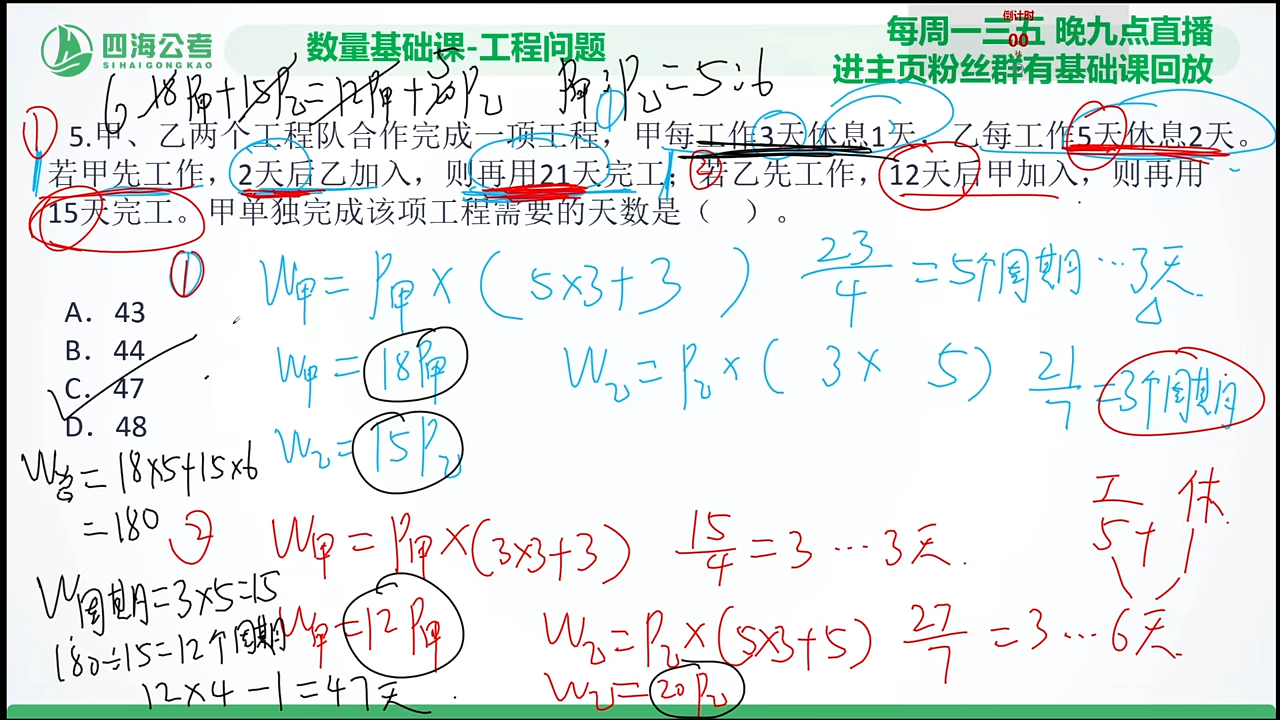 四海公考
SIHAIGONGKAO
数量基础课-工程问题
每周一三五 晚九点直播
进主页粉丝群有基础课回放
倒计时
00
6 18P甲+15P乙=12P甲+20P乙 5
P甲:P乙=5:6
① 5.甲、乙两个工程队合作完成一项工程，甲每工作3天休息1天，乙每工作5天休息2天。
若甲先工作，2天后乙加入，则再用21天完工；②若乙先工作，12天后甲加入，则再用
15天完工。甲单独完成该项工程需要的天数是（ ）。
① W甲=P甲×(5×3+3) 23/4=5个周期…3天
A. 43
B. 44
C. 47
D. 48
W甲=18P甲
W乙=P乙×(3×5) 21/7=3个周期
W乙=15P乙
W总=18×5+15×6
=180
工 休
5+1
② W甲=P甲×(3×3+3) 15/4=3…3天
W周期=3×5=15
W甲=12P甲
W乙=P乙×(5×3+5) 27/7=3…6天
180÷15=12个周期
12×4-1=47天
W乙=20P乙